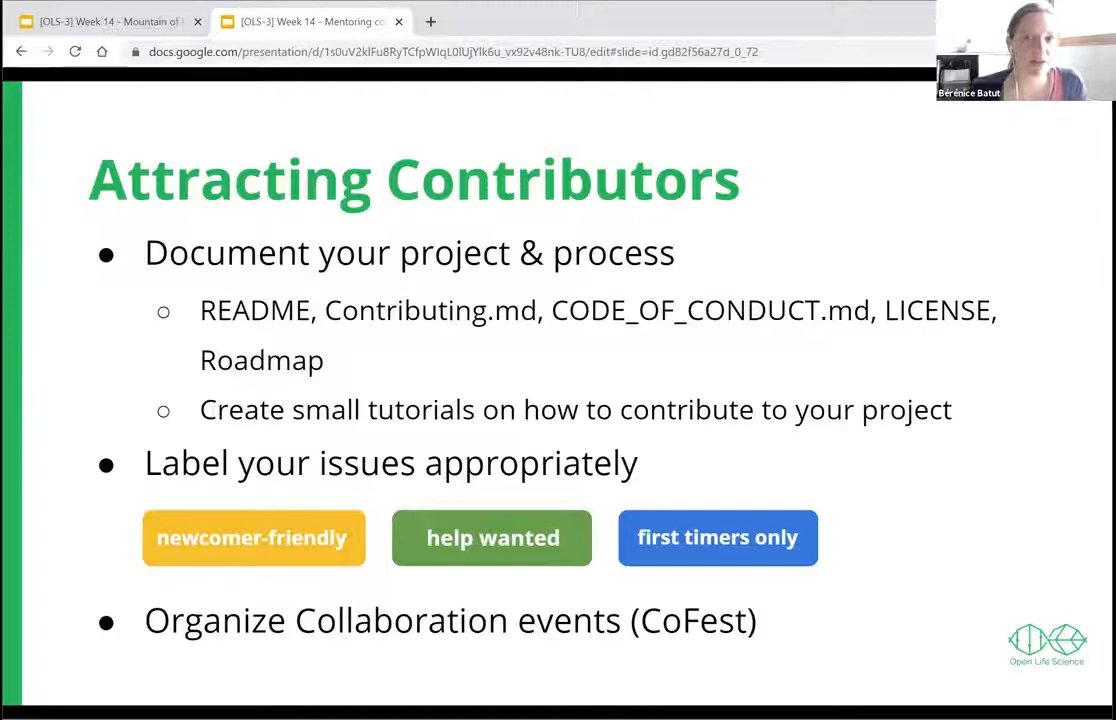 [OLS-3] Week 14 - Mountain of
[OLS-3] Week 14 - Mentoring co
docs.google.com/presentation/d/1s0uV2klFu8RyTCfpWIqL0lUjYlk6u_vx92v48nk-TU8/edit#slide=id.gd82f56a27d_0_72
Bérénice Batut
Attracting Contributors
● Document your project & process
○ README, Contributing.md, CODE_OF_CONDUCT.md, LICENSE,
Roadmap
○ Create small tutorials on how to contribute to your project
● Label your issues appropriately
newcomer-friendly
help wanted
first timers only
● Organize Collaboration events (CoFest)
Open Life Science